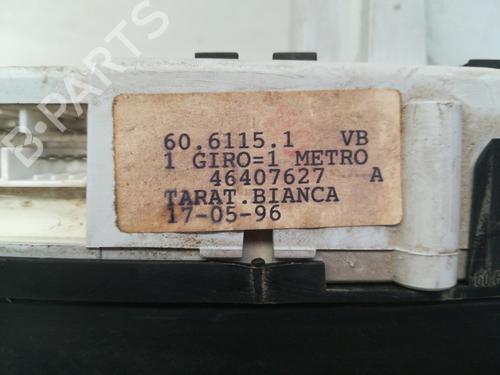 B-PARTS
60.6115.1 VB
1 GIRO=1 METRO
46407627 A
TARAT.BIANCA
17-05-96